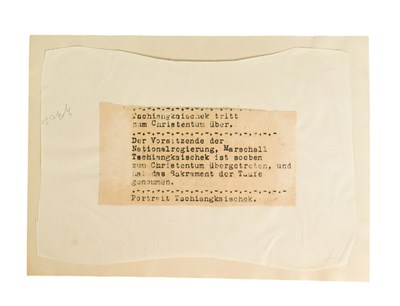 Tschiangkaischek tritt
zum Christentum über.
Der Vorsitzende der
Nationalregierung, Marschall
Tschiangkaischek ist soeben
zum Christentum übergetreten, und
hat das Sakrament der Taufe
genommen.
Portrait Tschiangkaischek.